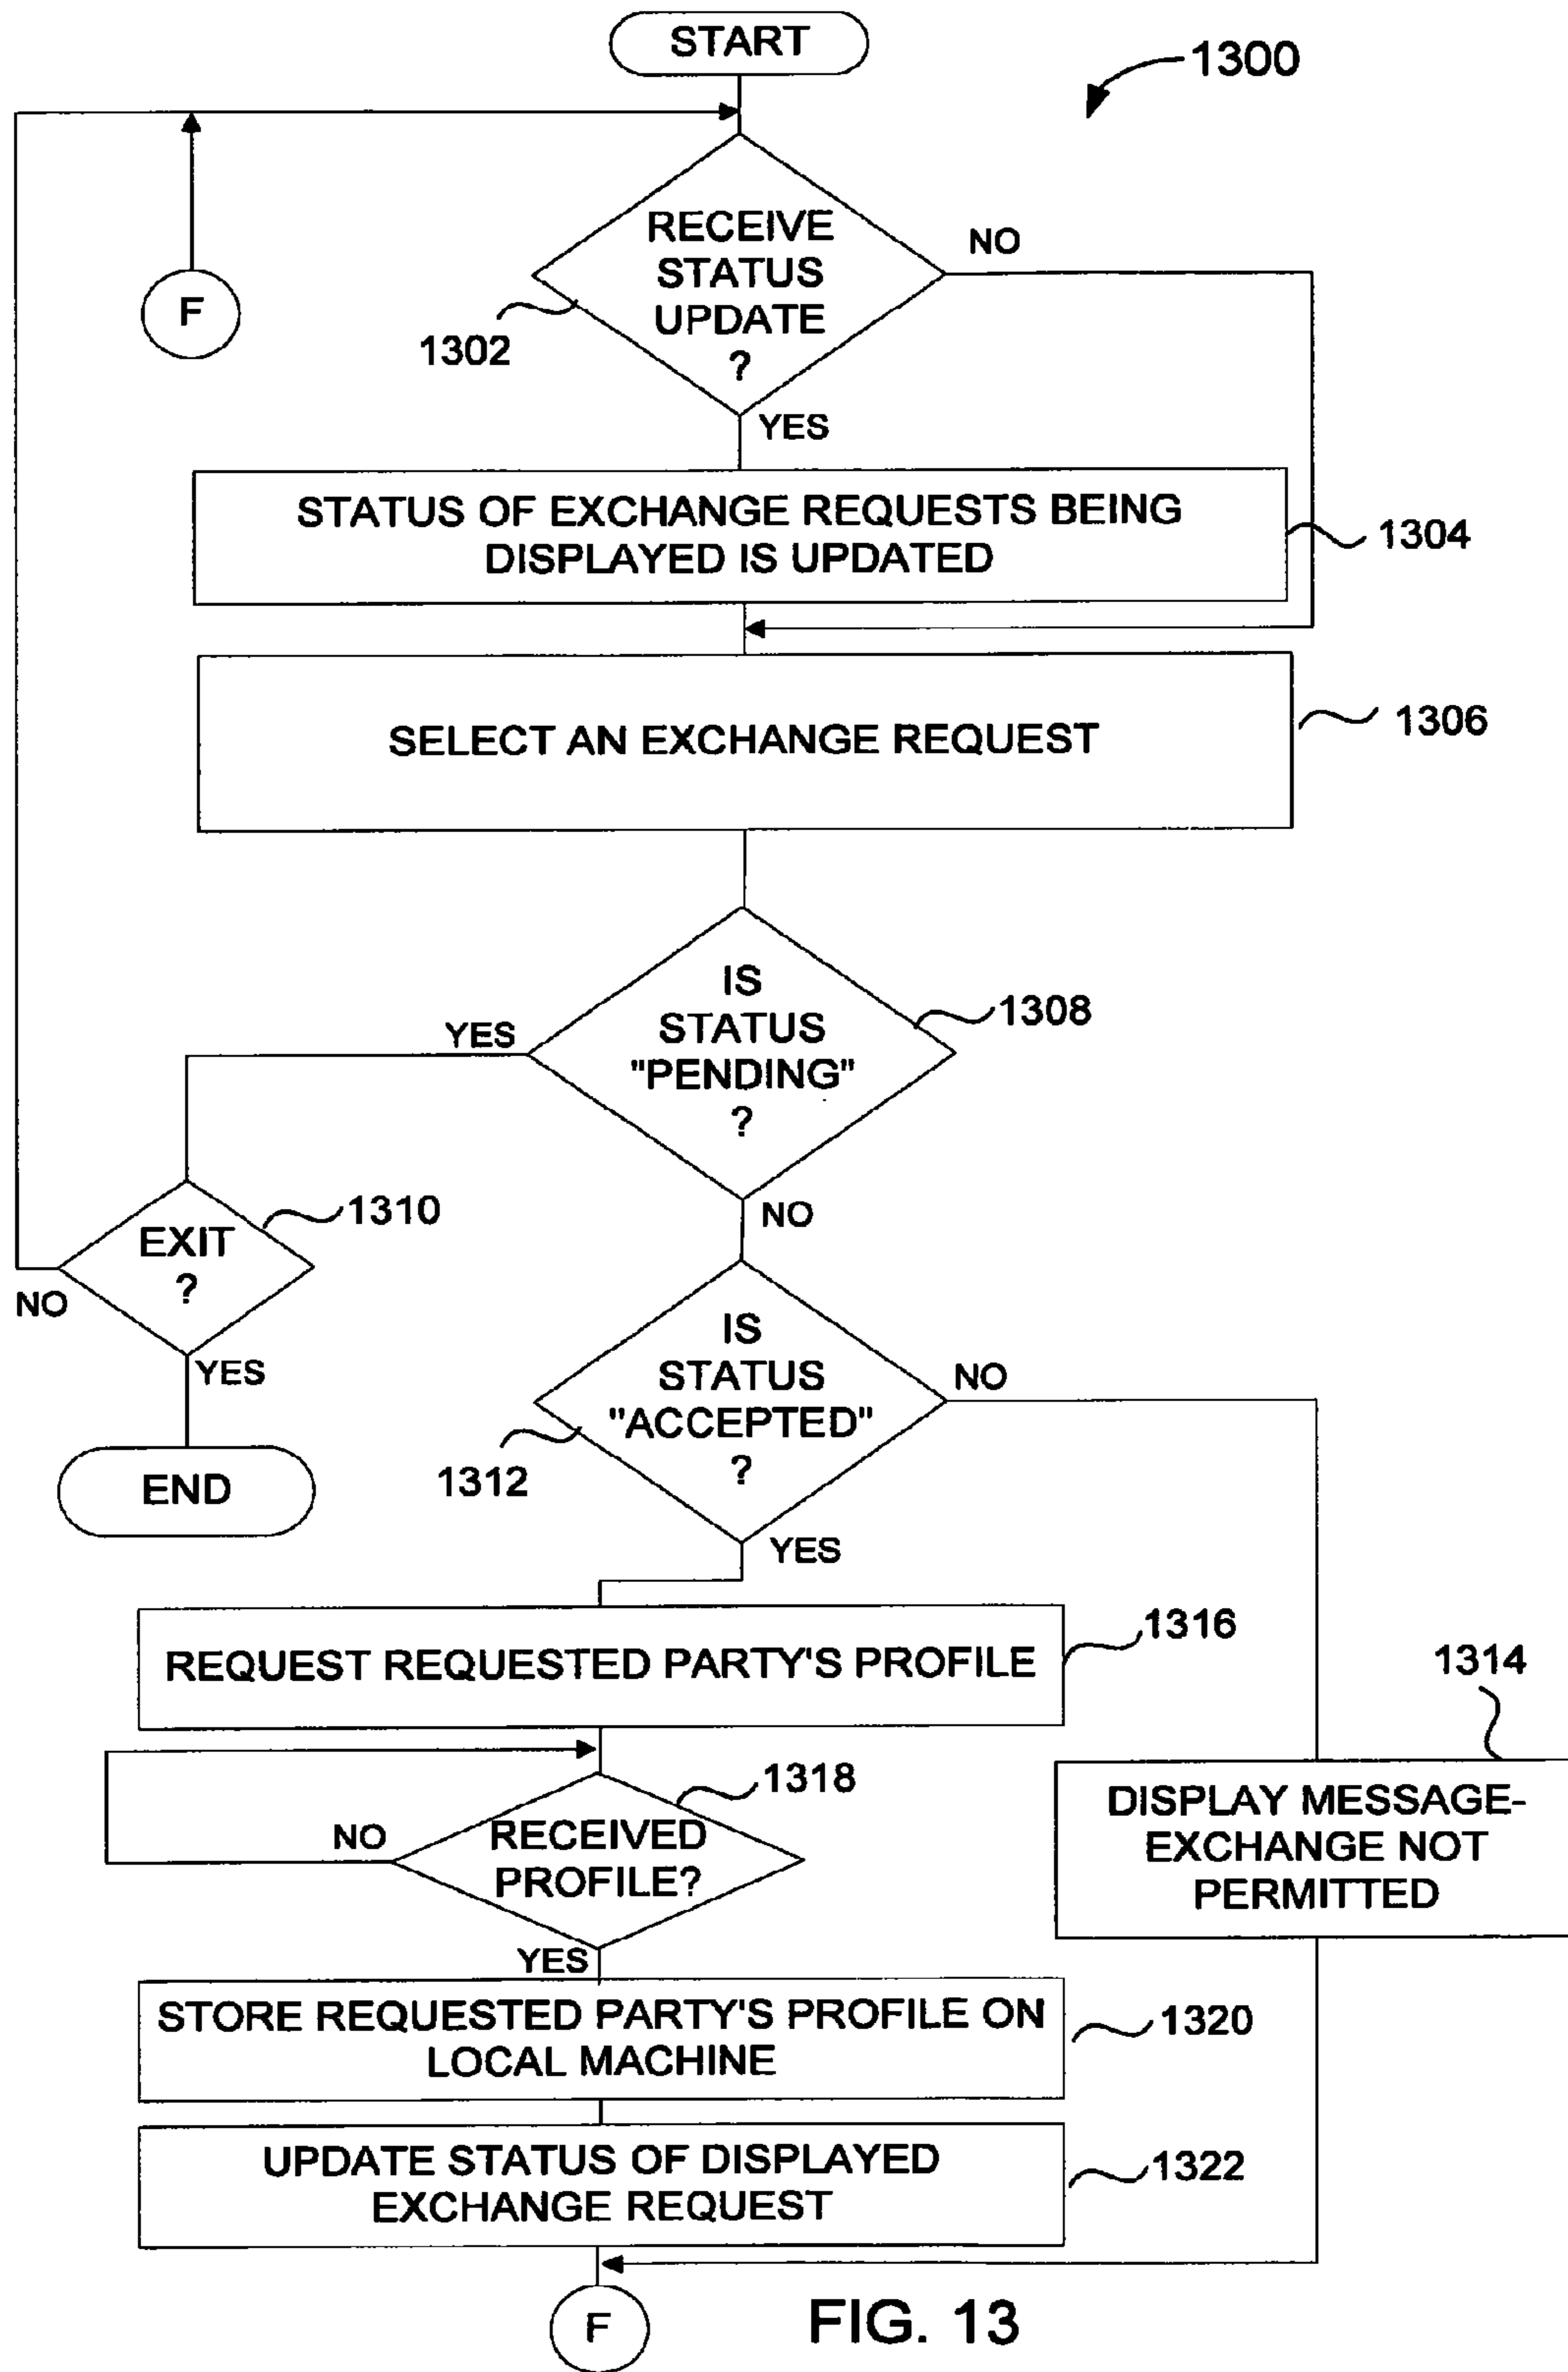 START
1300
RECEIVE
STATUS
UPDATE
?
NO
F
1302
YES
STATUS OF EXCHANGE REQUESTS BEING
DISPLAYED IS UPDATED
1304
SELECT AN EXCHANGE REQUEST
1306
IS
STATUS
"PENDING"
?
1308
YES
NO
EXIT
?
1310
NO
YES
END
IS
STATUS
"ACCEPTED"
?
NO
1312
YES
REQUEST REQUESTED PARTY'S PROFILE
1316
1314
DISPLAY MESSAGE-
EXCHANGE NOT
PERMITTED
RECEIVED
PROFILE?
1318
NO
YES
STORE REQUESTED PARTY'S PROFILE ON
LOCAL MACHINE
1320
UPDATE STATUS OF DISPLAYED
EXCHANGE REQUEST
1322
F
FIG. 13